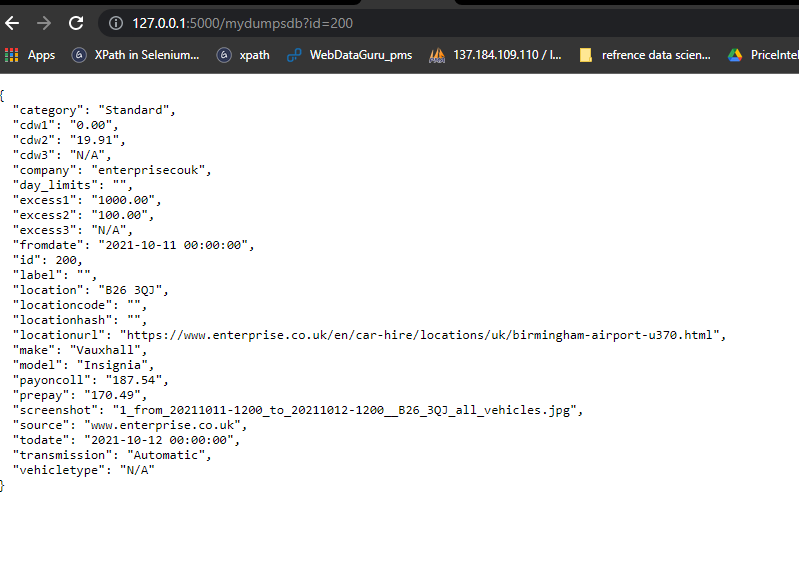 127.0.0.1:5000/mydumpsdb?id=200
Apps XPath in Selenium... xpath WebDataGuru_pms 137.184.109.110 / l... refrence data scien... PriceIntel
{
"category": "Standard",
"cdw1": "0.00",
"cdw2": "19.91",
"cdw3": "N/A",
"company": "enterprisecouk",
"day_limits": "",
"excess1": "1000.00",
"excess2": "100.00",
"excess3": "N/A",
"fromdate": "2021-10-11 00:00:00",
"id": 200,
"label": "",
"location": "B26 3QJ",
"locationcode": "",
"locationhash": "",
"locationurl": "https://www.enterprise.co.uk/en/car-hire/locations/uk/birmingham-airport-u370.html",
"make": "Vauxhall",
"model": "Insignia",
"payoncoll": "187.54",
"prepay": "170.49",
"screenshot": "1_from_20211011-1200_to_20211012-1200__B26_3QJ_all_vehicles.jpg",
"source": "www.enterprise.co.uk",
"todate": "2021-10-12 00:00:00",
"transmission": "Automatic",
"vehicletype": "N/A"
}